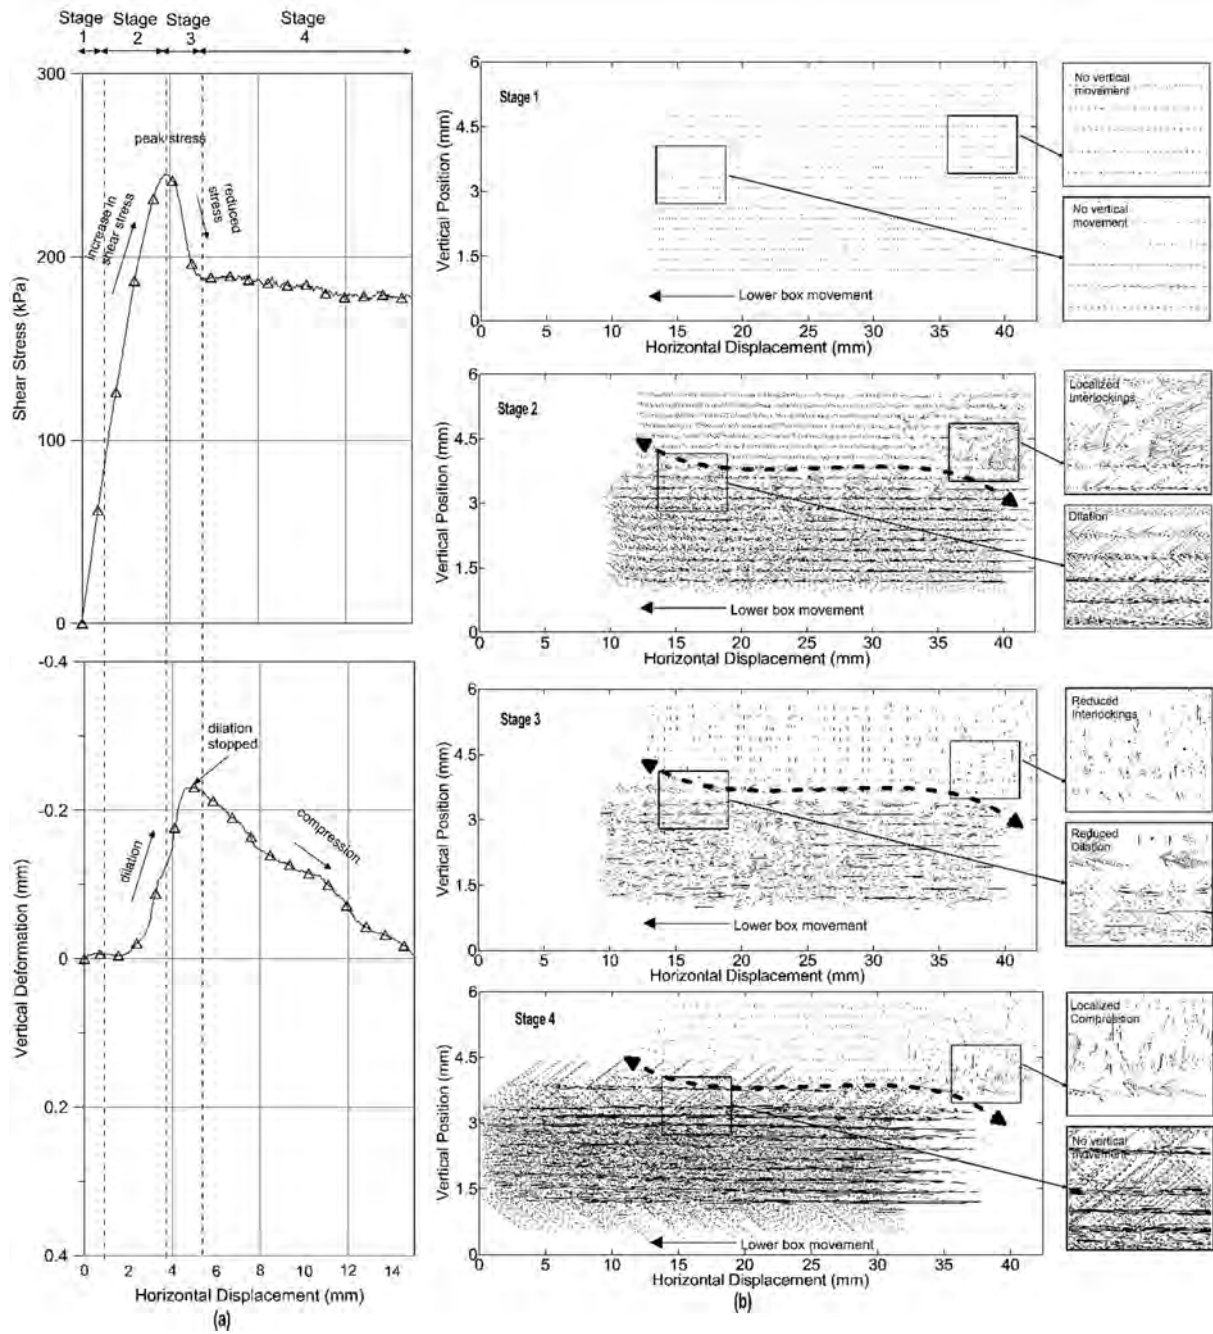 Stage Stage Stage Stage
1 2 3 4
300
200
100
0
Shear Stress (kPa)
peak stress
increase in
shear stress
reduced
stress
-0.4
-0.2
0
0.2
0.4
Vertical Deformation (mm)
dilation
stopped
dilation
compression
0 2 4 6 8 10 12 14
Horizontal Displacement (mm)
(a)
Stage 1
6
4.5
3
1.5
0
Vertical Position (mm)
Lower box movement
0 5 10 15 20 25 30 35 40
Horizontal Displacement (mm)
No vertical
movement
No vertical
movement
Stage 2
6
4.5
3
1.5
0
Vertical Position (mm)
Lower box movement
0 5 10 15 20 25 30 35 40
Horizontal Displacement (mm)
Localized
Interlockings
Dilation
Stage 3
6
4.5
3
1.5
0
Vertical Position (mm)
Lower box movement
0 5 10 15 20 25 30 35 40
Horizontal Displacement (mm)
Reduced
Interlockings
Reduced
Dilation
Stage 4
6
4.5
3
1.5
0
Vertical Position (mm)
Lower box movement
0 5 10 15 20 25 30 35 40
Horizontal Displacement (mm)
Localized
Compression
No vertical
movement
(b)